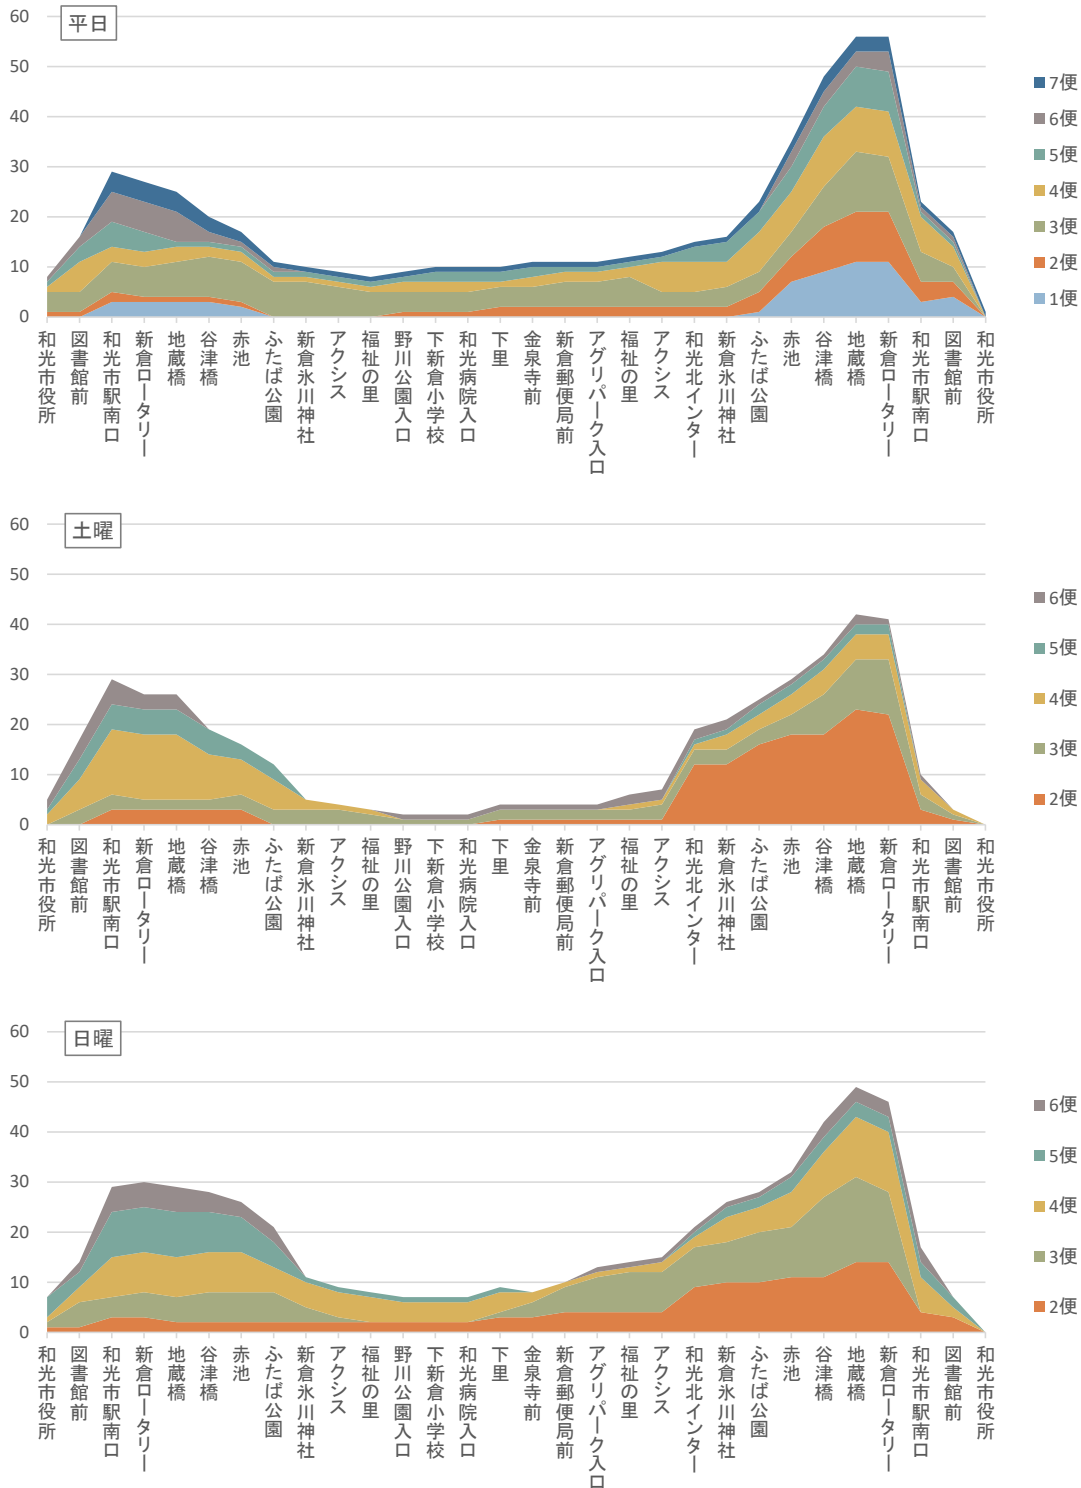 平日
60
50
40
30
20
10
0
和光市役所
図書館前
和光市駅南口
新倉ロータリー
地蔵橋
谷津橋
赤池
ふたば公園
新倉氷川神社
アクシス
福祉の里
野川公園入口
下新倉小学校
和光病院入口
下里
金泉寺前
新倉郵便局前
アグリパーク入口
福祉の里
アクシス
和光北インター
新倉氷川神社
ふたば公園
赤池
谷津橋
地蔵橋
新倉ロータリー
和光市駅南口
図書館前
和光市役所
7便
6便
5便
4便
3便
2便
1便
土曜
60
50
40
30
20
10
0
和光市役所
図書館前
和光市駅南口
新倉ロータリー
地蔵橋
谷津橋
赤池
ふたば公園
新倉氷川神社
アクシス
福祉の里
野川公園入口
下新倉小学校
和光病院入口
下里
金泉寺前
新倉郵便局前
アグリパーク入口
福祉の里
アクシス
和光北インター
新倉氷川神社
ふたば公園
赤池
谷津橋
地蔵橋
新倉ロータリー
和光市駅南口
図書館前
和光市役所
6便
5便
4便
3便
2便
日曜
60
50
40
30
20
10
0
和光市役所
図書館前
和光市駅南口
新倉ロータリー
地蔵橋
谷津橋
赤池
ふたば公園
新倉氷川神社
アクシス
福祉の里
野川公園入口
下新倉小学校
和光病院入口
下里
金泉寺前
新倉郵便局前
アグリパーク入口
福祉の里
アクシス
和光北インター
新倉氷川神社
ふたば公園
赤池
谷津橋
地蔵橋
新倉ロータリー
和光市駅南口
図書館前
和光市役所
6便
5便
4便
3便
2便